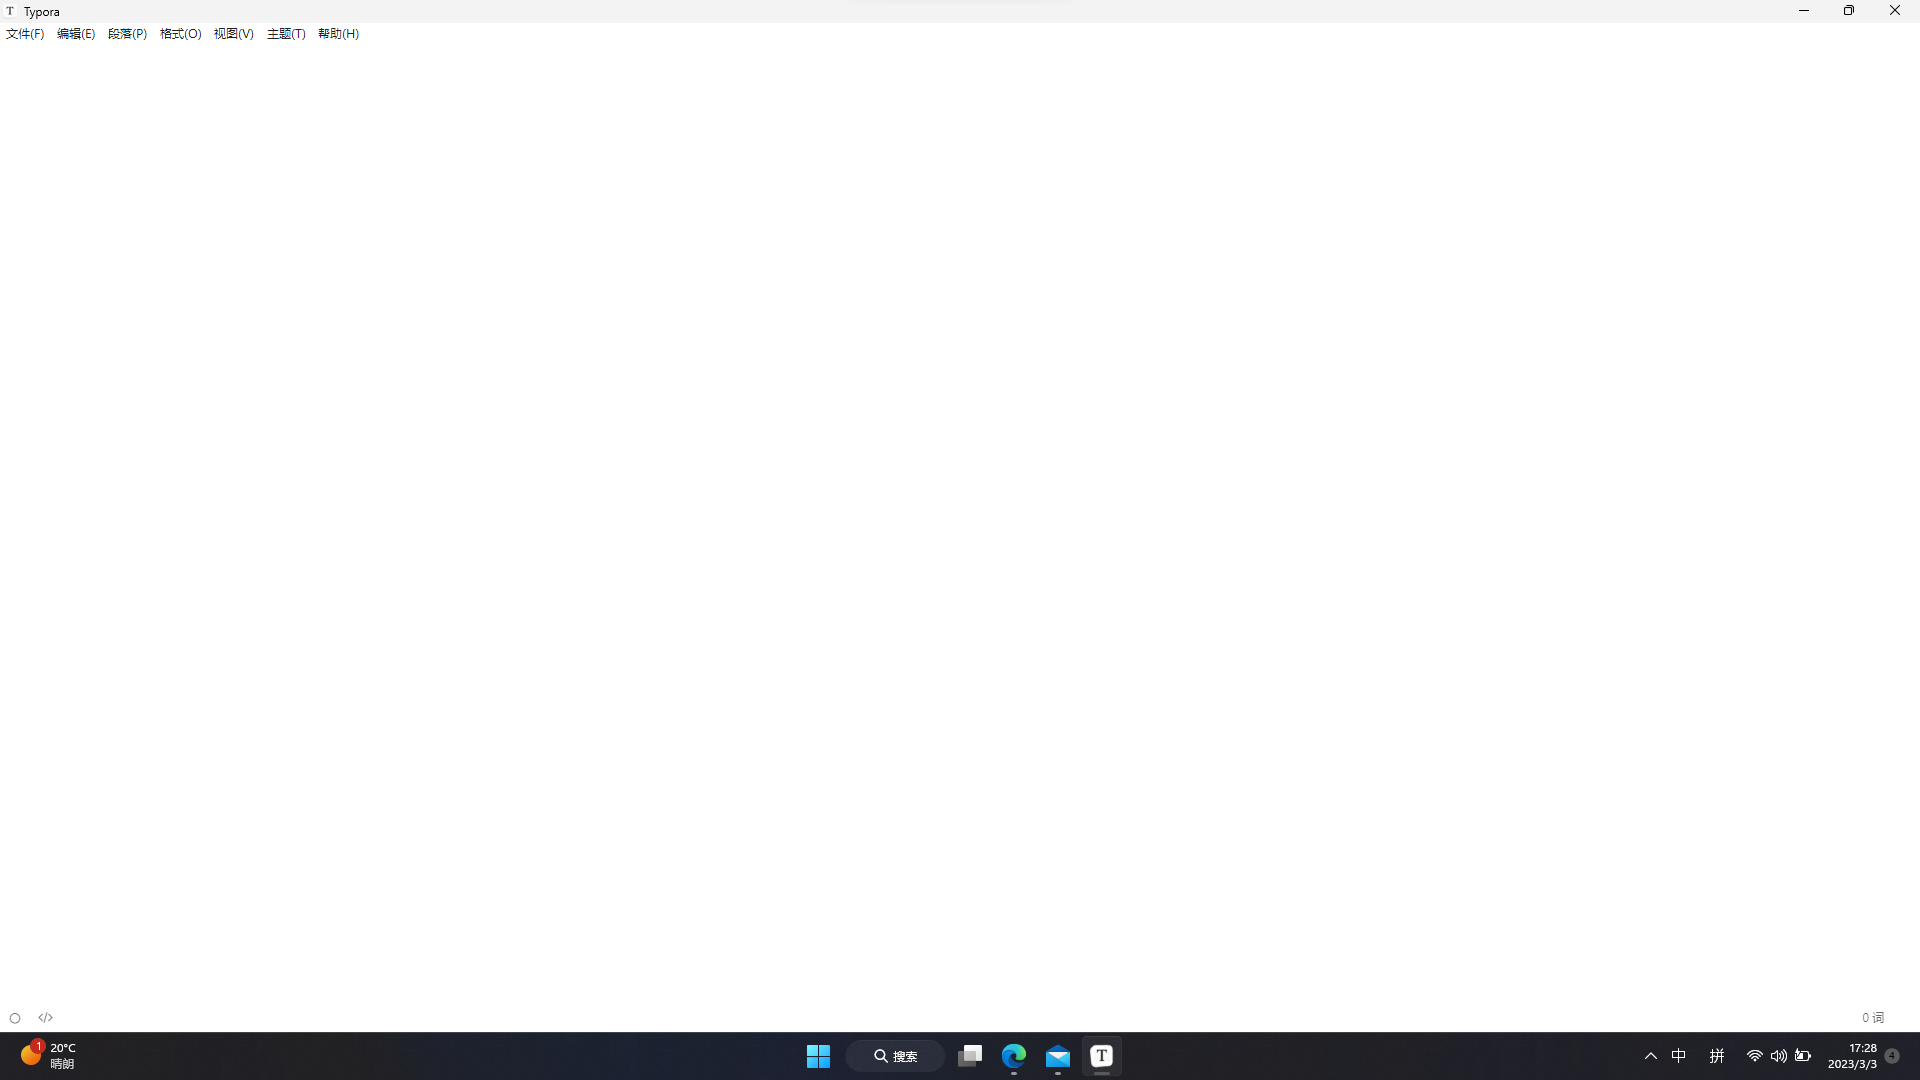 T Typora
文件(F) 编辑(E) 段落(P) 格式(O) 视图(V) 主题(T) 帮助(H)
</> 0 词
1 20°C
晴朗
搜索
T
中 拼
17:28
2023/3/3
4